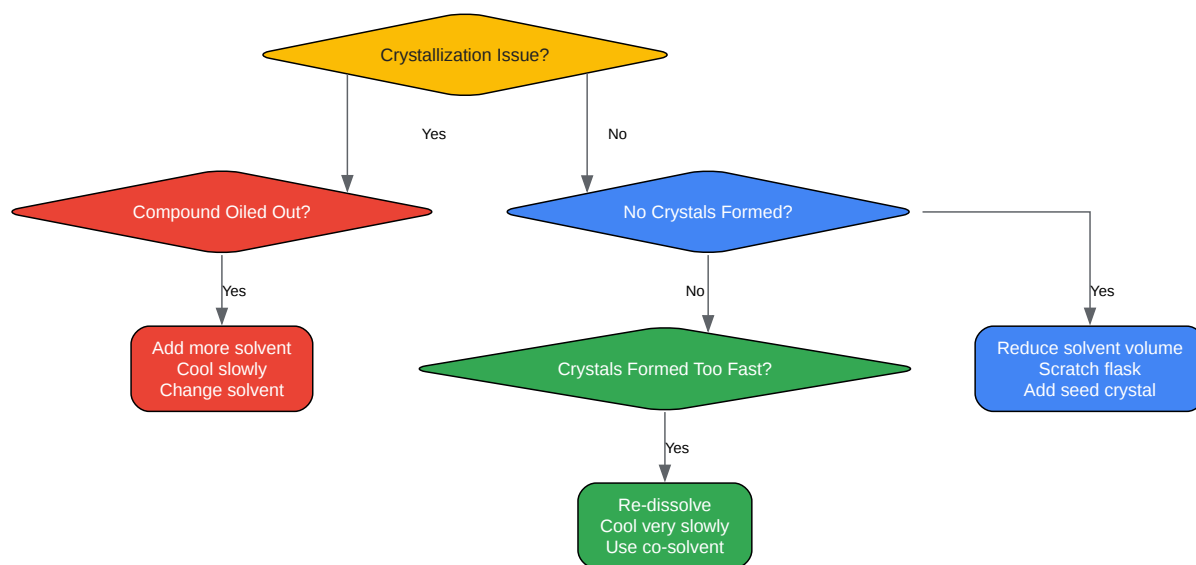 Crystallization Issue?
Yes
No
Compound Oiled Out?
No Crystals Formed?
Yes
No
Yes
Add more solvent
Cool slowly
Change solvent
Crystals Formed Too Fast?
Reduce solvent volume
Scratch flask
Add seed crystal
Yes
Re-dissolve
Cool very slowly
Use co-solvent